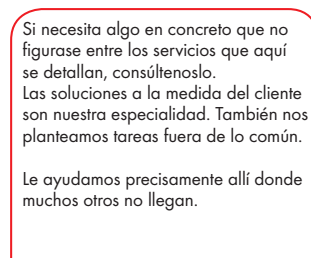 Si necesita algo en concreto que no
figurase entre los servicios que aquí
se detallan, consúltenoslo.
Las soluciones a la medida del cliente
son nuestra especialidad. También nos
planteamos tareas fuera de lo común.
Le ayudamos precisamente allí donde
muchos otros no llegan.